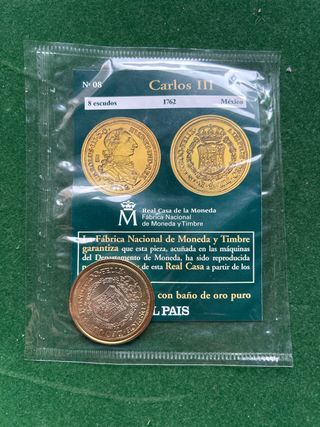 Nº 08 Carlos III
8 escudos 1762 México
Real Casa de la Moneda
Fábrica Nacional
de Moneda y Timbre
La Fábrica Nacional de Moneda y Timbre
garantiza que esta pieza, acuñada en las máquinas
del Departamento de Moneda, ha sido reproducida
de esta Real Casa a partir de los
con baño de oro puro
PAIS